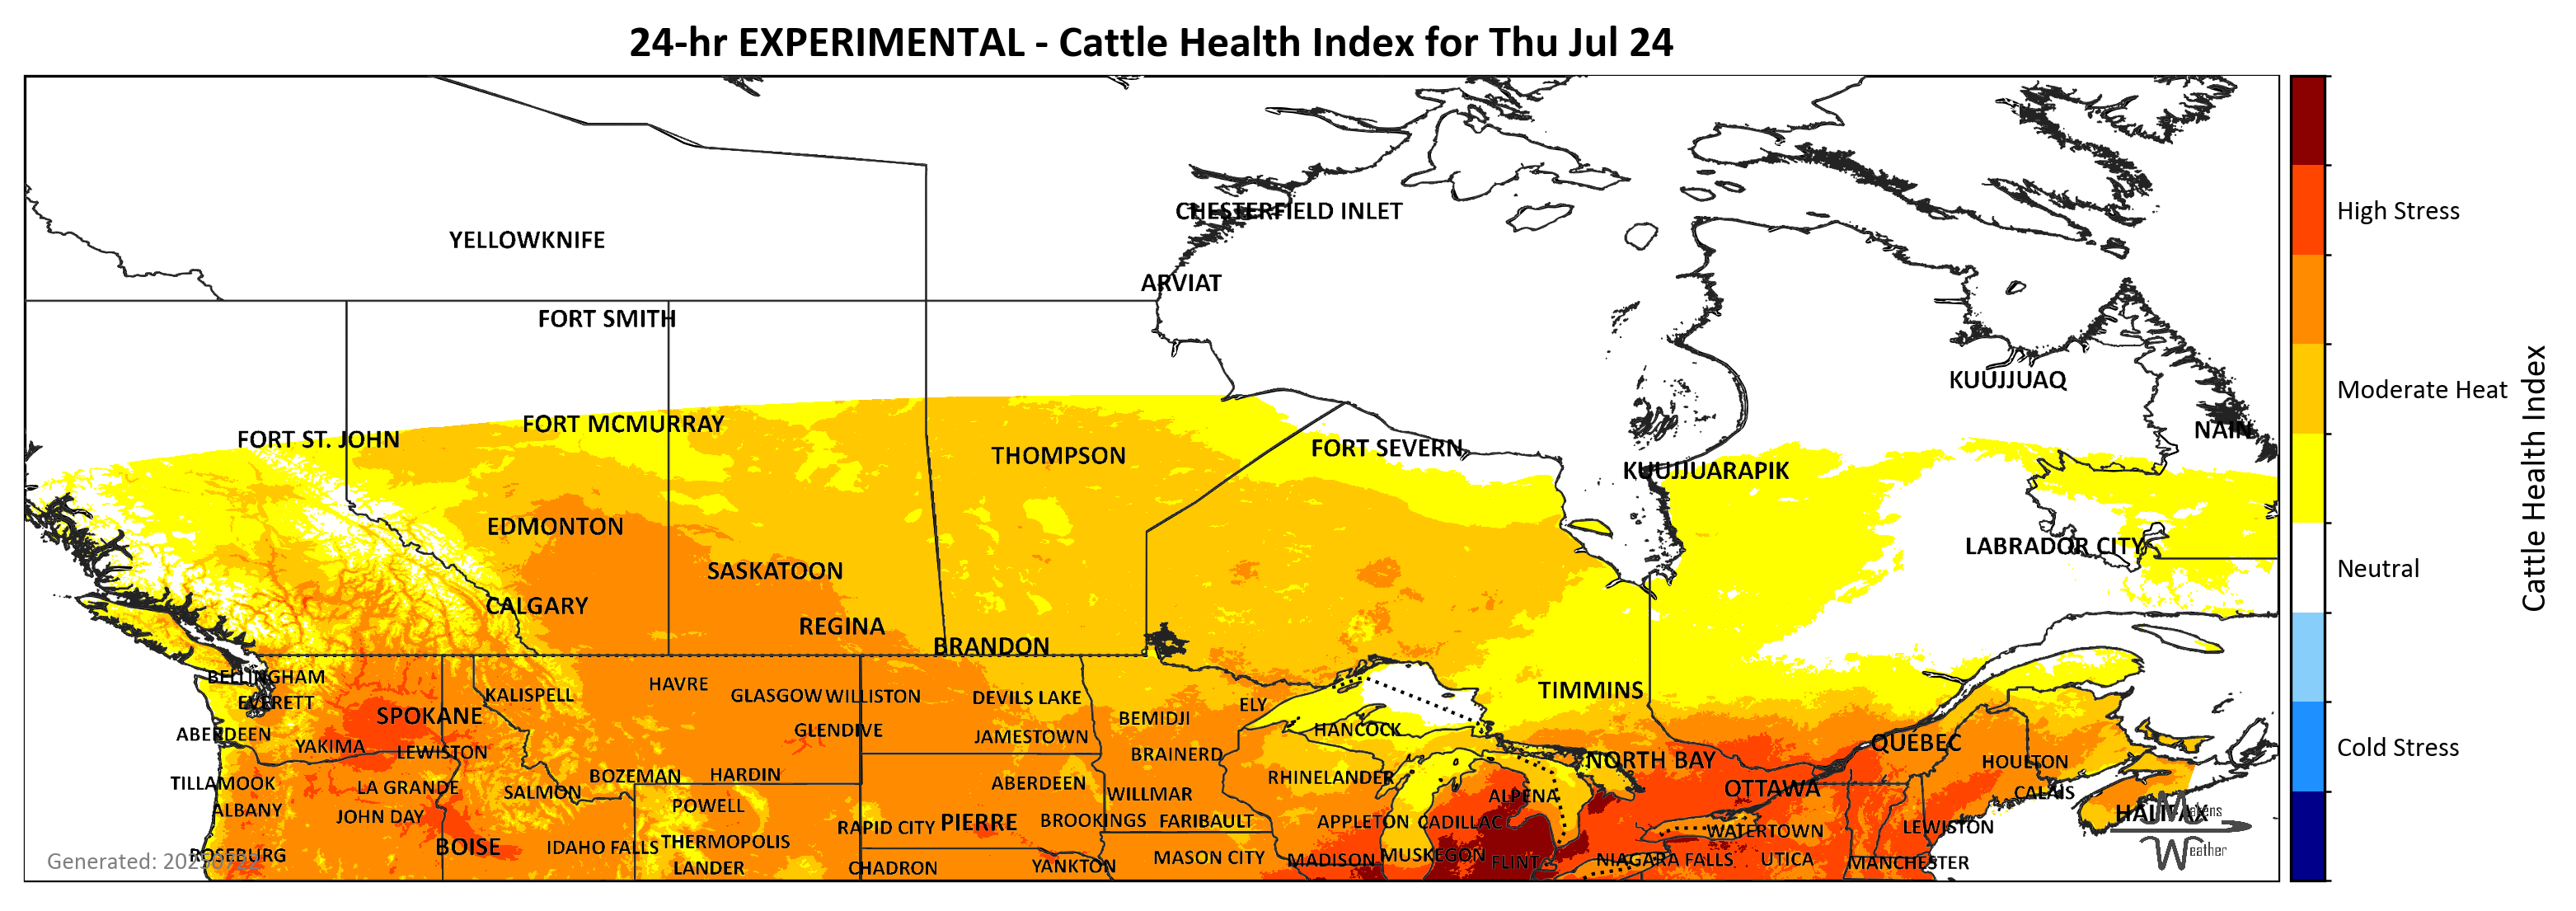 24-hr EXPERIMENTAL - Cattle Health Index for Thu Jul 24
CHESTERFIELD INLET
High Stress
YELLOWKNIFE
ARVIAT
FORT SMITH
KUUJJUAQ
Moderate Heat
FORT MCMURRAY
NAIN
FORT ST. JOHN
THOMPSON
FORT SEVERN
KUUJJUARAPIK
Cattle Health Index
EDMONTON
LABRADOR CITY
SASKATOON
Neutral
CALGARY
REGINA
BRANDON
BELLINGHAM
KALISPELL
HAVRE
GLASGOW
WILLISTON
DEVILS LAKE
TIMMINS
EVERETT
ELY
SPOKANE
BEMIDJI
ABERDEEN
GLENDIVE
JAMESTOWN
HANCOCK
QUEBEC
YAKIMA
LEWISTON
BRAINERD
NORTH BAY
HOULTON
Cold Stress
TILLAMOOK
LA GRANDE
BOZEMAN
HARDIN
ABERDEEN
RHINELANDER
OTTAWA
SALMON
WILLMAR
ALPENA
CALAIS
ALBANY
JOHN DAY
POWELL
HALIFAX
Makens
RAPID CITY
PIERRE
BROOKINGS
FARIBAULT
APPLETON
CADILLAC
WATERTOWN
LEWISTON
BOISE
IDAHO FALLS
THERMOPOLIS
Weather
ROSEBURG
MASON CITY
MADISON
MUSKEGON
FLINT
NIAGARA FALLS
UTICA
MANCHESTER
LANDER
CHADRON
YANKTON
Generated: